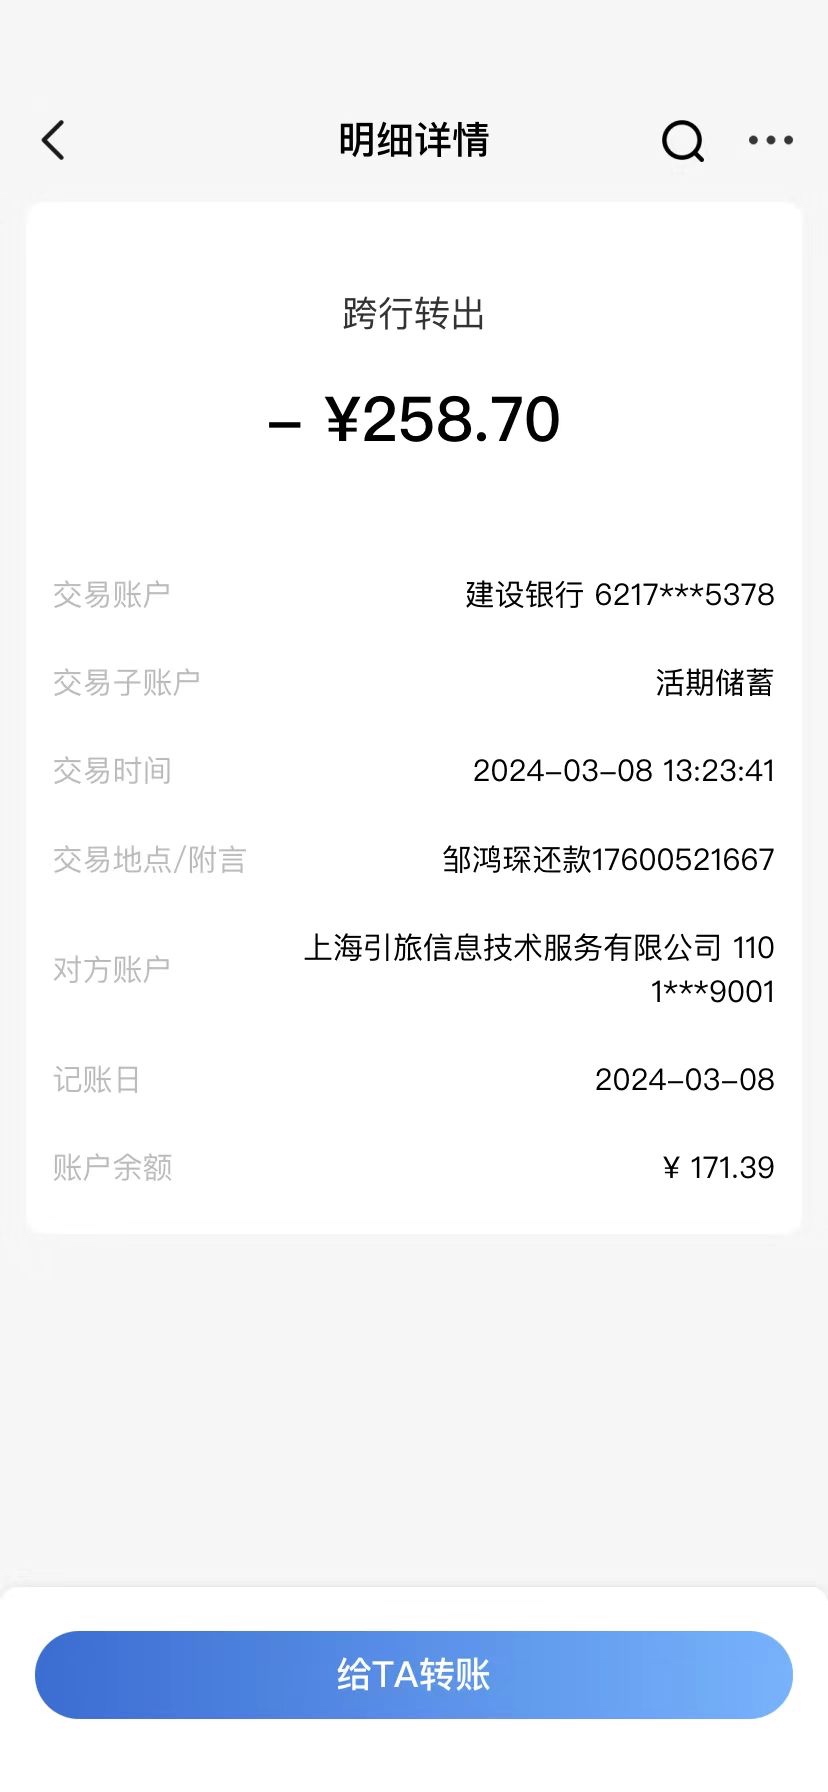 明细详情
跨行转出
– ¥258.70
交易账户 建设银行 6217***5378
交易子账户 活期储蓄
交易时间 2024–03–08 13:23:41
交易地点/附言 邹鸿琛还款17600521667
对方账户 上海引旅信息技术服务有限公司 110
1***9001
记账日 2024–03–08
账户余额 ¥ 171.39
给TA转账